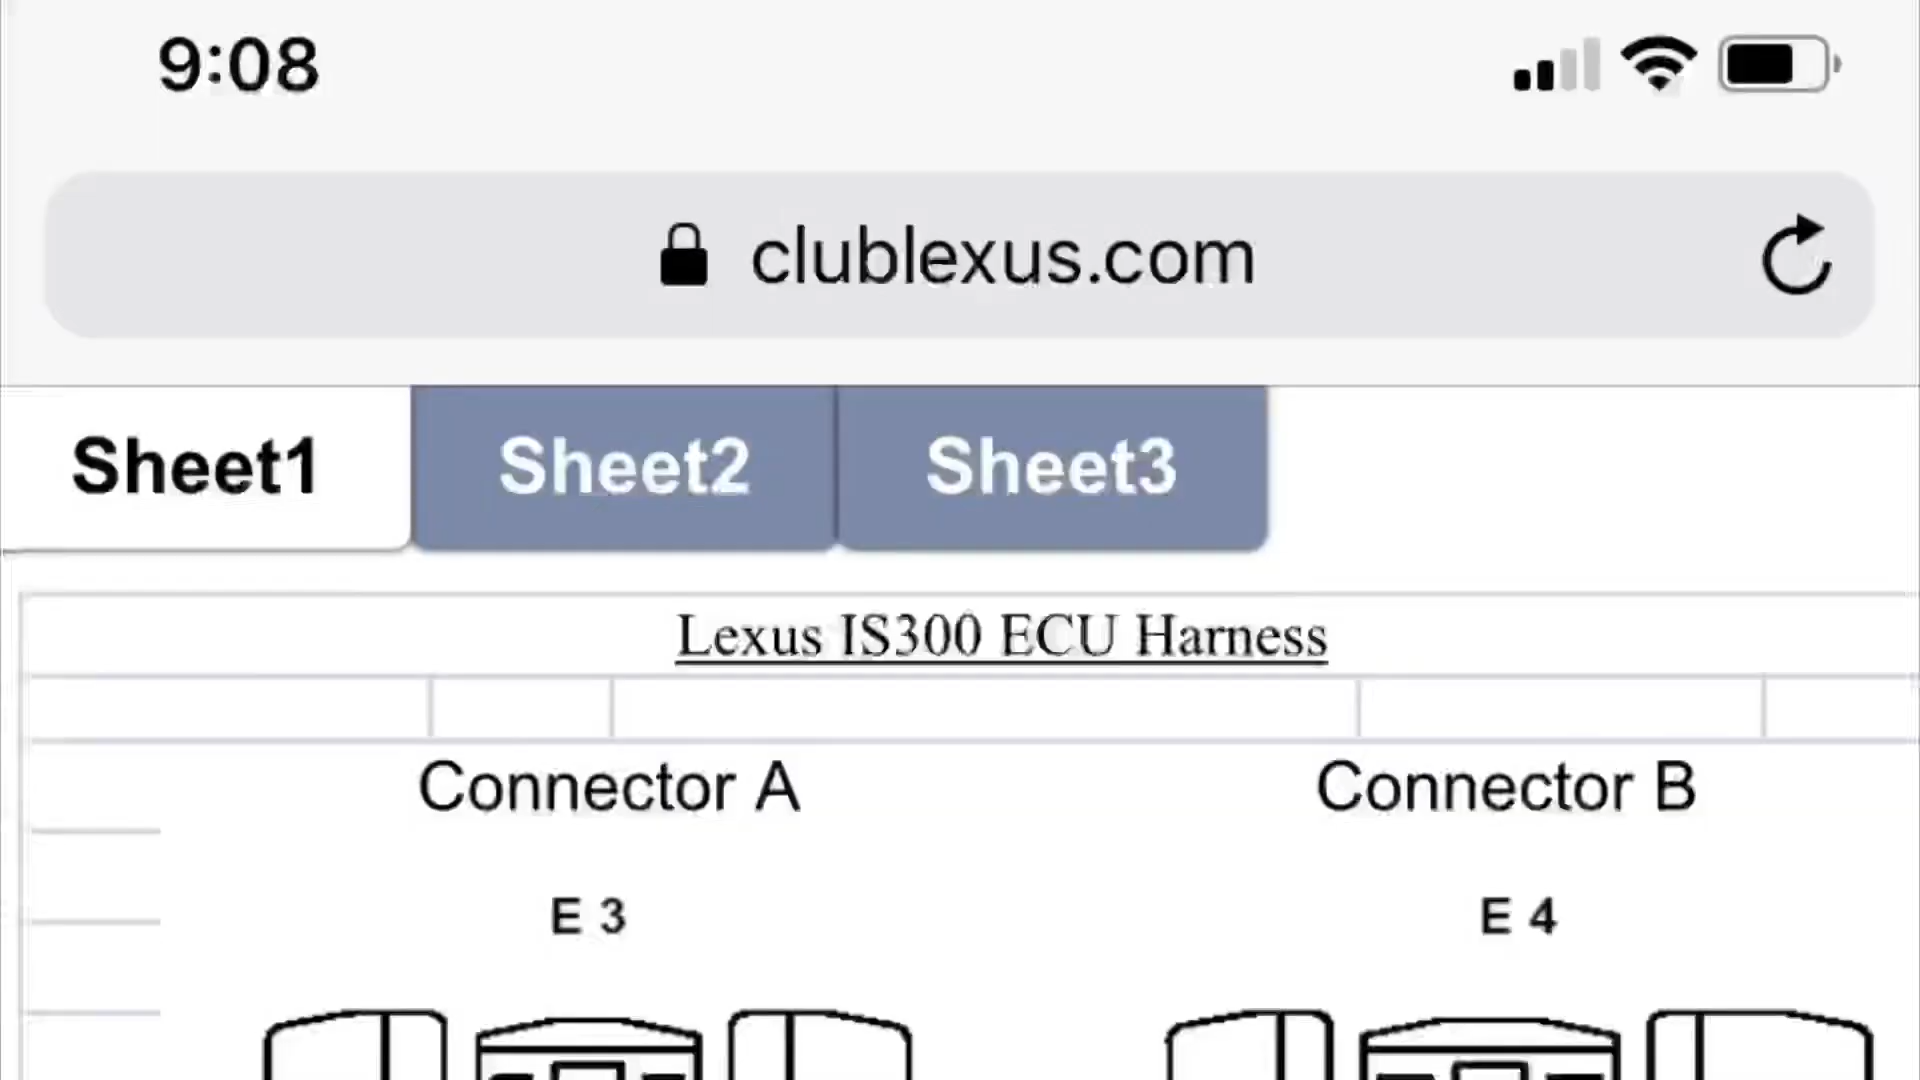 9:08
clublexus.com
Sheet1 Sheet2 Sheet3
Lexus IS300 ECU Harness
Connector A Connector B
E 3 E 4